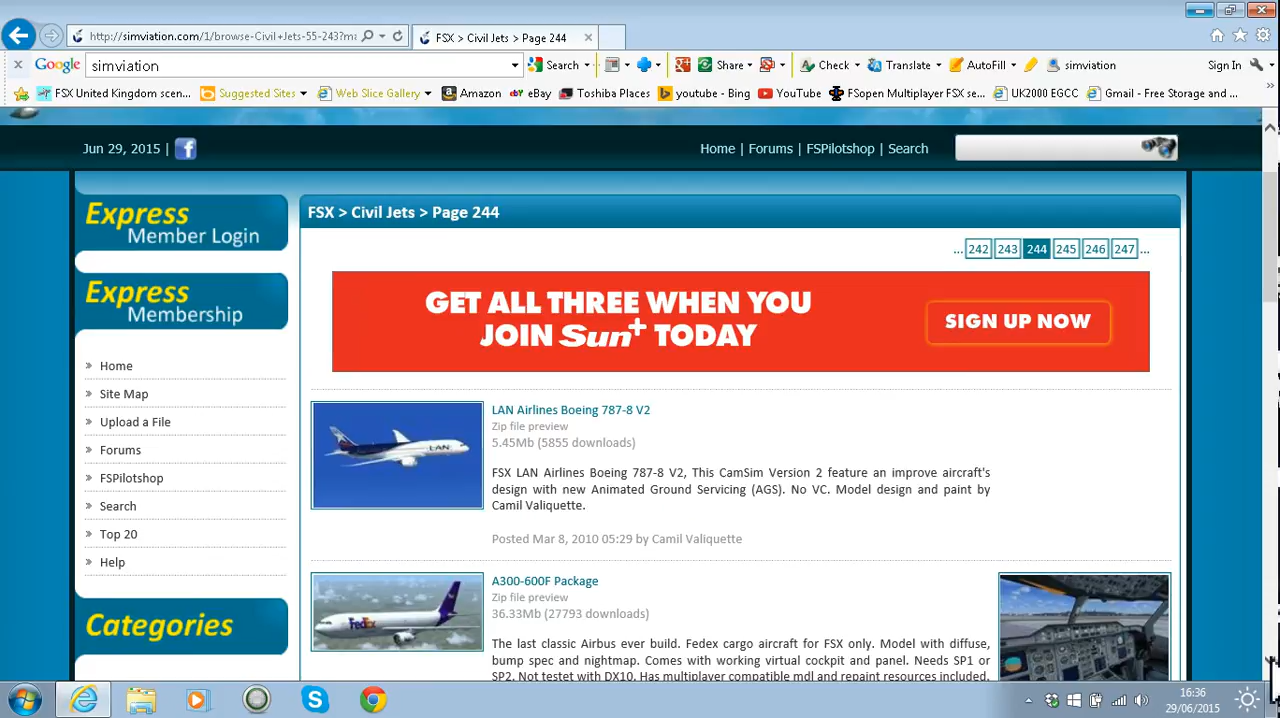 http://simviation.com/1/browse-Civil+Jets-55-243?m
FSX > Civil Jets > Page 244
Google simviation Search Share Check Translate AutoFill simviation Sign In
FSX United Kingdom scen... Suggested Sites Web Slice Gallery Amazon eBay Toshiba Places youtube - Bing YouTube FSopen Multiplayer FSX se... UK2000 EGCC Gmail - Free Storage and ...
Jun 29, 2015 | Home | Forums | FSPilotshop | Search
Express
Member Login
Express
Membership
Home
Site Map
Upload a File
Forums
FSPilotshop
Search
Top 20
Help
Categories
FSX > Civil Jets > Page 244
... 242 243 244 245 246 247 ...
GET ALL THREE WHEN YOU
JOIN Sun+ TODAY
SIGN UP NOW
LAN Airlines Boeing 787-8 V2
Zip file preview
5.45Mb (5855 downloads)
FSX LAN Airlines Boeing 787-8 V2, This CamSim Version 2 feature an improve aircraft's
design with new Animated Ground Servicing (AGS). No VC. Model design and paint by
Camil Valiquette.
Posted Mar 8, 2010 05:29 by Camil Valiquette
LAN
A300-600F Package
Zip file preview
36.33Mb (27793 downloads)
The last classic Airbus ever build. Fedex cargo aircraft for FSX only. Model with diffuse,
bump spec and nightmap. Comes with working virtual cockpit and panel. Needs SP1 or
SP2. Not testet with DX10. Has multiplayer compatible mdl and repaint resources included.
FedEx
16:36
29/06/2015